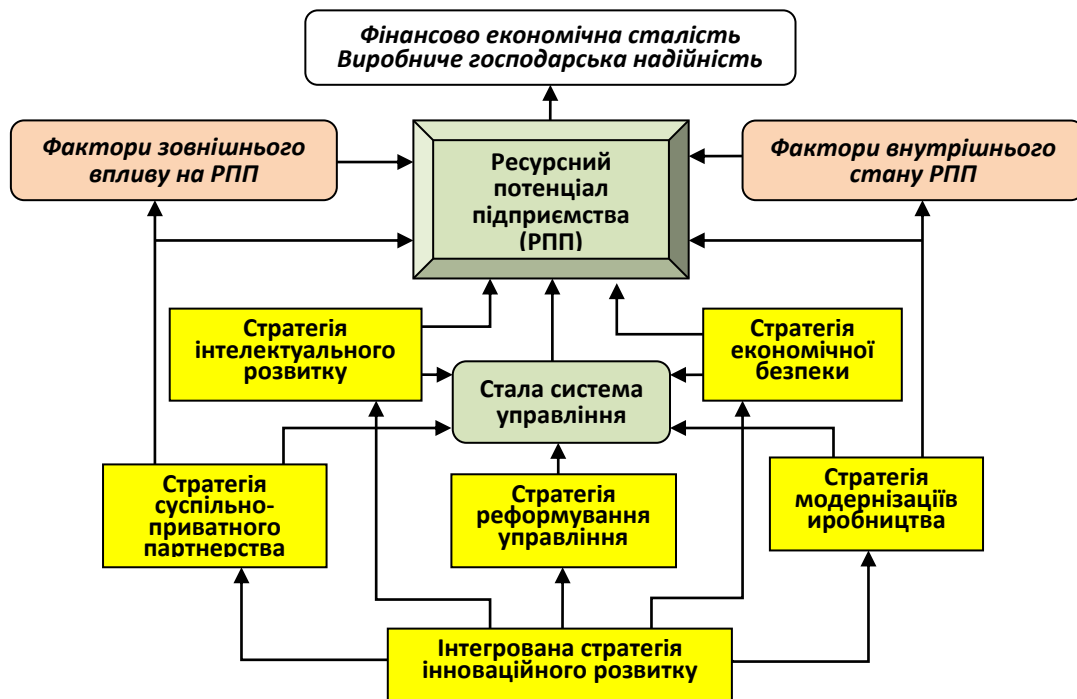 Фінансово економічна сталість
Виробниче господарська надійність
Фактори зовнішнього
впливу на РПП
Ресурсний
потенціал
підприємства
(РПП)
Фактори внутрішнього
стану РПП
Стратегія
інтелектуального
розвитку
Стратегія
економічної
безпеки
Стала система
управління
Стратегія
суспільно-
приватного
партнерства
Стратегія
реформування
управління
Стратегія
модернізаціїв
иробництва
Інтегрована стратегія
інноваційного розвитку